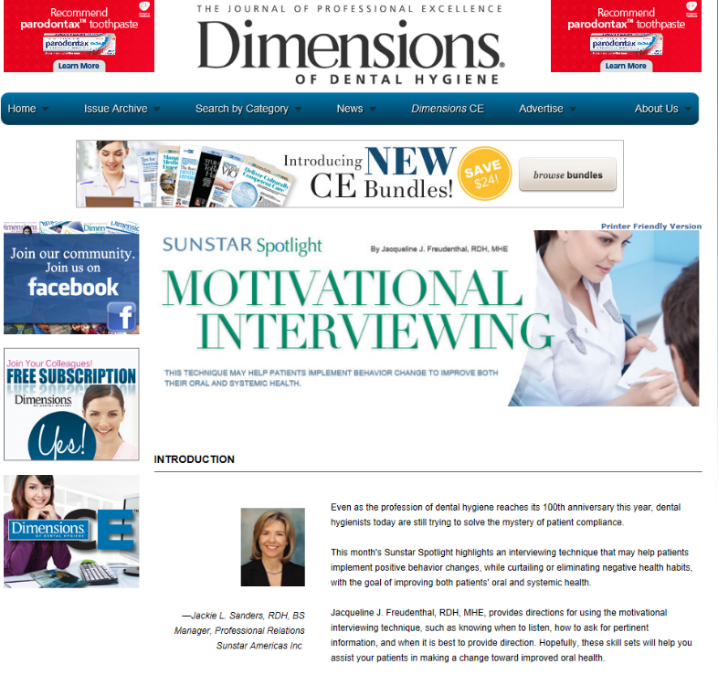 Recommend
parodontax™ toothpaste
parodontax
Learn More
THE JOURNAL OF PROFESSIONAL EXCELLENCE
Dimensions.
OF DENTAL HYGIENE
Recommend
parodontax™ toothpaste
parodontax
Learn More
Home Issue Archive Search by Category News Dimensions CE Advertise About Us
Introducing NEW
CE Bundles!
SAVE
$24!
browse bundles
Join our community.
Join us on
facebook
f
Printer Friendly Version
SUNSTAR Spotlight
By Jacqueline J. Freudenthal, RDH, MHE
MOTIVATIONAL
INTERVIEWING
THIS TECHNIQUE MAY HELP PATIENTS IMPLEMENT BEHAVIOR CHANGE TO IMPROVE BOTH
THEIR ORAL AND SYSTEMIC HEALTH.
Join Your Colleagues!
FREE SUBSCRIPTION
Dimensions
OF DENTAL HYGIENE
Yes!
Dimensions
OF DENTAL HYGIENE
CE
INTRODUCTION
—Jackie L. Sanders, RDH, BS
Manager, Professional Relations
Sunstar Americas Inc.
Even as the profession of dental hygiene reaches its 100th anniversary this year, dental
hygienists today are still trying to solve the mystery of patient compliance.
This month's Sunstar Spotlight highlights an interviewing technique that may help patients
implement positive behavior changes, while curtailing or eliminating negative health habits,
with the goal of improving both patients' oral and systemic health.
Jacqueline J. Freudenthal, RDH, MHE, provides directions for using the motivational
interviewing technique, such as knowing when to listen, how to ask for pertinent
information, and when it is best to provide direction. Hopefully, these skill sets will help you
assist your patients in making a change toward improved oral health.